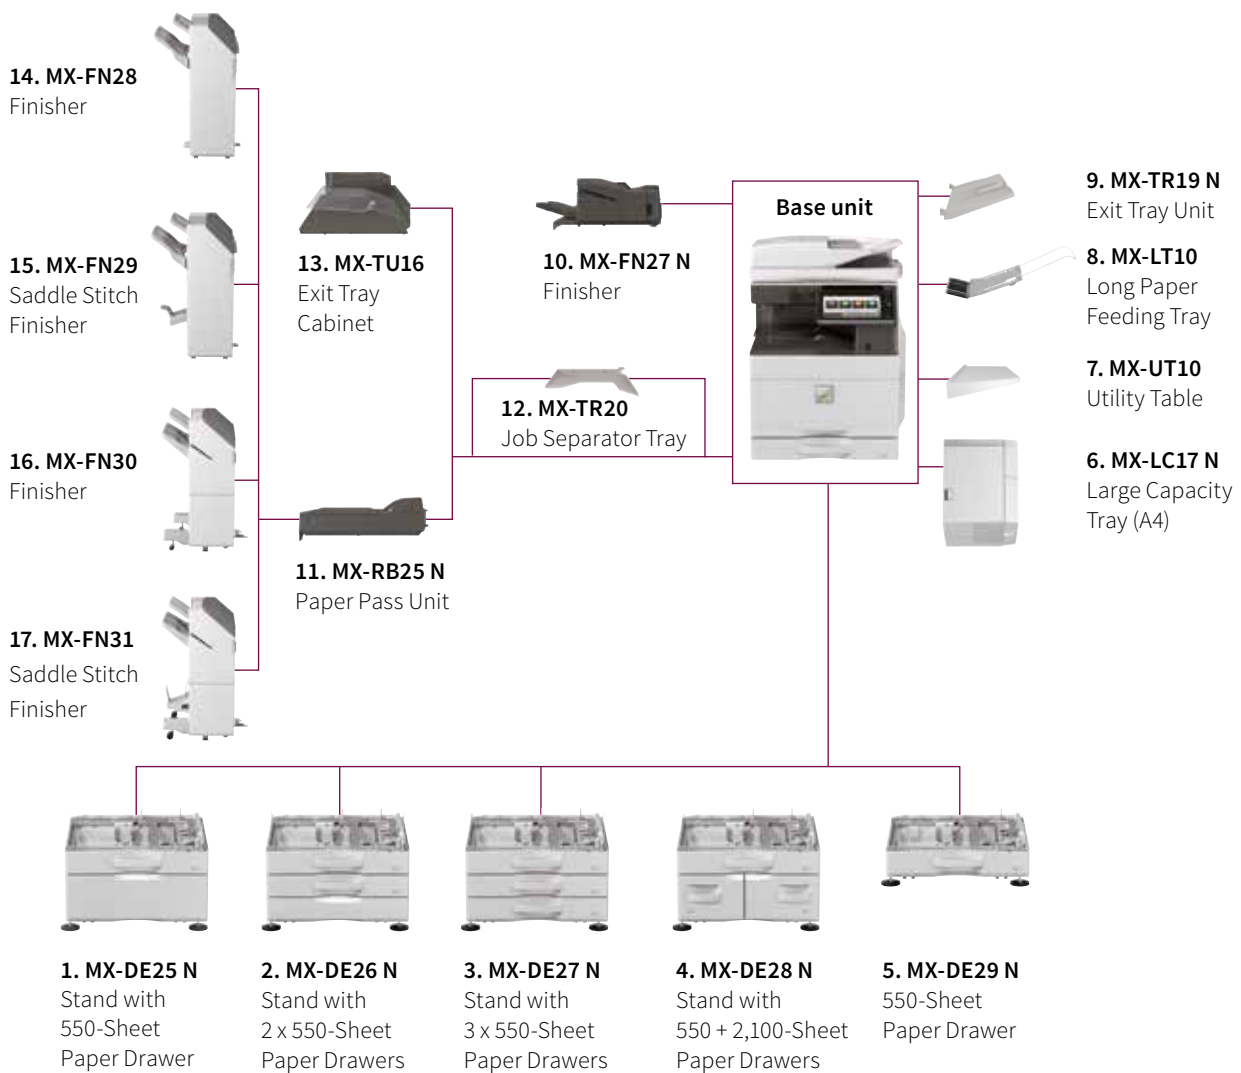 14. MX-FN28
Finisher
15. MX-FN29
Saddle Stitch
Finisher
16. MX-FN30
Finisher
17. MX-FN31
Saddle Stitch
Finisher
13. MX-TU16
Exit Tray
Cabinet
11. MX-RB25 N
Paper Pass Unit
10. MX-FN27 N
Finisher
12. MX-TR20
Job Separator Tray
Base unit
9. MX-TR19 N
Exit Tray Unit
8. MX-LT10
Long Paper
Feeding Tray
7. MX-UT10
Utility Table
6. MX-LC17 N
Large Capacity
Tray (A4)
1. MX-DE25 N
Stand with
550-Sheet
Paper Drawer
2. MX-DE26 N
Stand with
2 x 550-Sheet
Paper Drawers
3. MX-DE27 N
Stand with
3 x 550-Sheet
Paper Drawers
4. MX-DE28 N
Stand with
550 + 2,100-Sheet
Paper Drawers
5. MX-DE29 N
550-Sheet
Paper Drawer